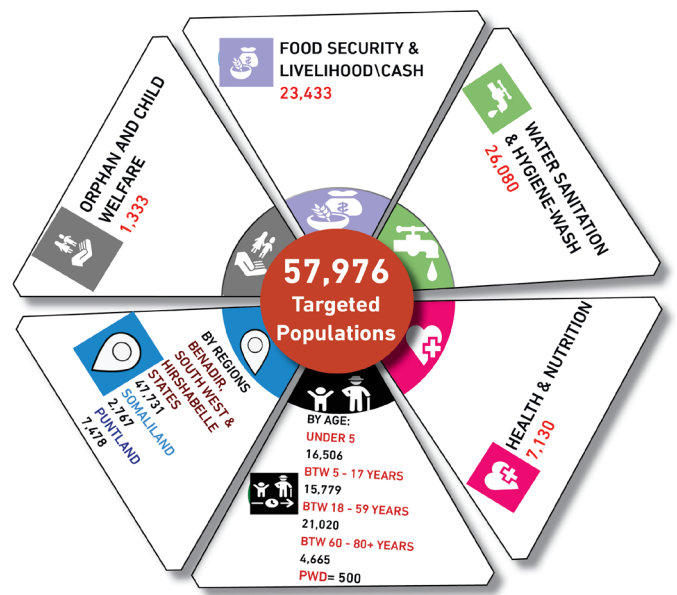 FOOD SECURITY &
LIVELIHOOD\CASH
23,433
WATER SANITATION
& HYGIENE-WASH
26,080
HEALTH & NUTRITION
7,130
BY AGE:
UNDER 5
16,506
BTW 5 - 17 YEARS
15,779
BTW 18 - 59 YEARS
21,020
BTW 60 - 80+ YEARS
4,665
PWD= 500
BY REGIONS
BENADIR,
SOUTH WEST &
HIRSHABELLE
STATES
47,731
SOMALILAND
2,767
PUNTLAND
7,478
ORPHAN AND CHILD
WELFARE
1,333
57,976
Targeted
Populations